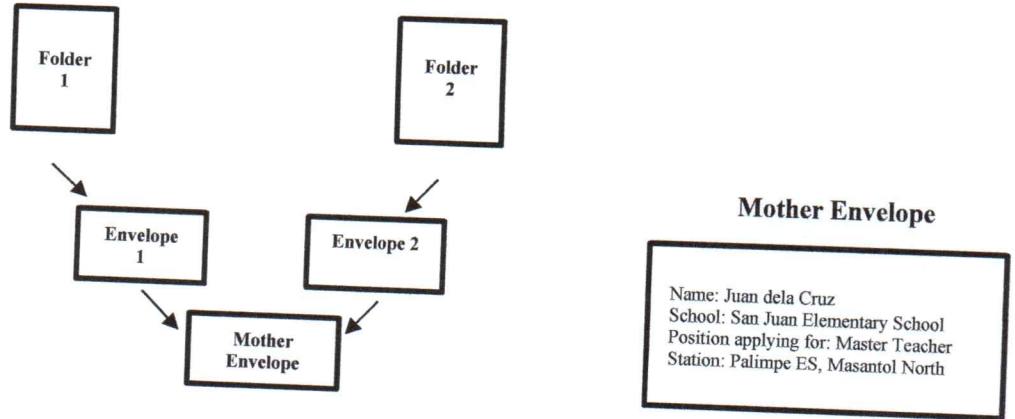 Folder
1
Folder
2
Envelope
1
Envelope 2
Mother
Envelope
Mother Envelope
Name: Juan dela Cruz
School: San Juan Elementary School
Position applying for: Master Teacher
Station: Palimpe ES, Masantol North